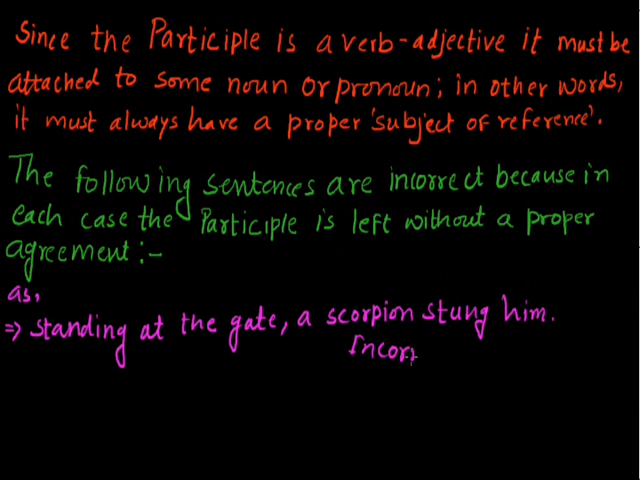 Since the Participle is a verb-adjective it must be
attached to some noun or pronoun; in other words,
it must always have a proper 'subject of reference'.
The following sentences are incorrect because in
each case the Participle is left without a proper
agreement :-
as,
⇒ standing at the gate, a scorpion stung him.
Incorr